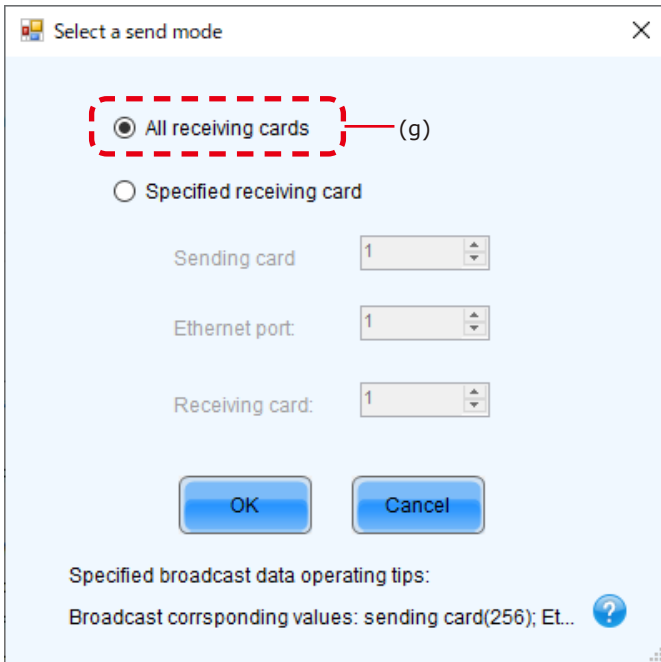 Select a send mode
All receiving cards
(g)
Specified receiving card
Sending card 1
Ethernet port: 1
Receiving card: 1
OK Cancel
Specified broadcast data operating tips:
Broadcast corrsponding values: sending card(256); Et... ?